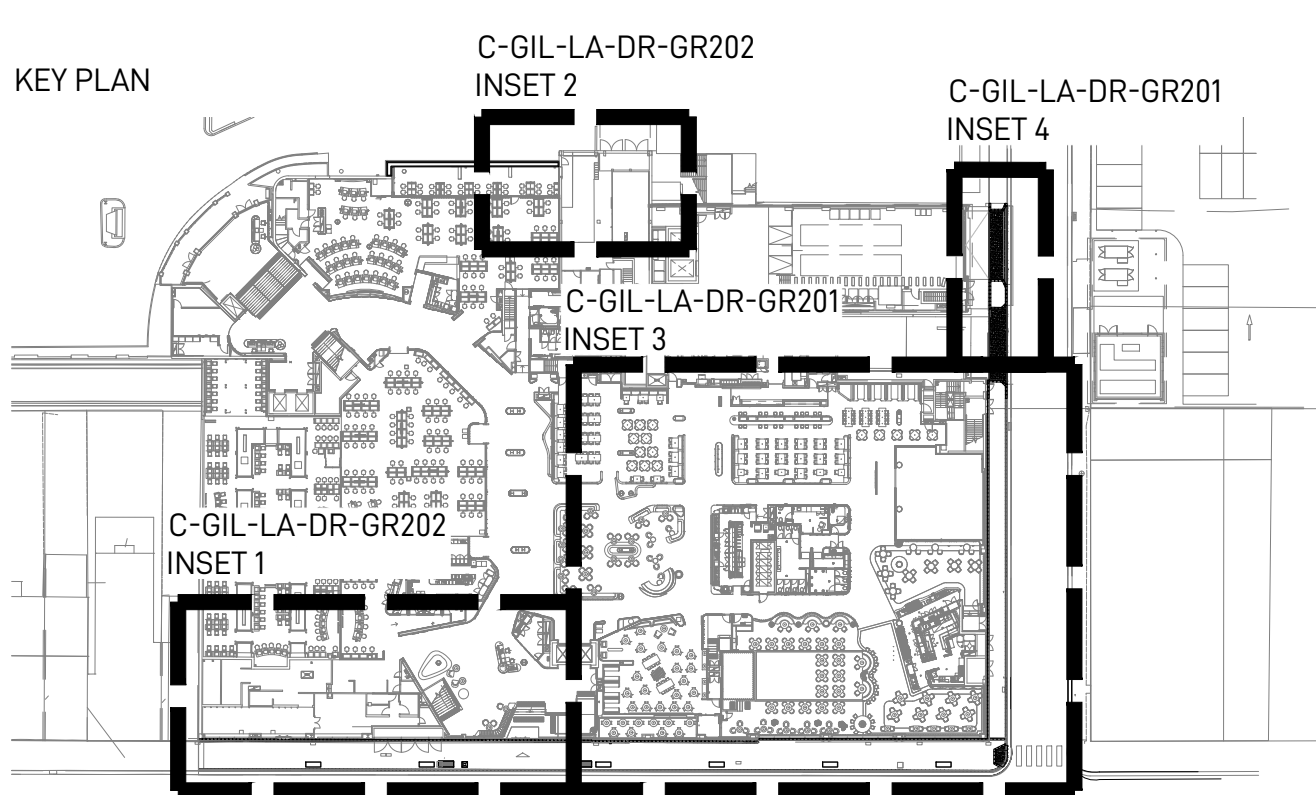 KEY PLAN
C-GIL-LA-DR-GR202
INSET 2
C-GIL-LA-DR-GR201
INSET 4
C-GIL-LA-DR-GR201
INSET 3
C-GIL-LA-DR-GR202
INSET 1